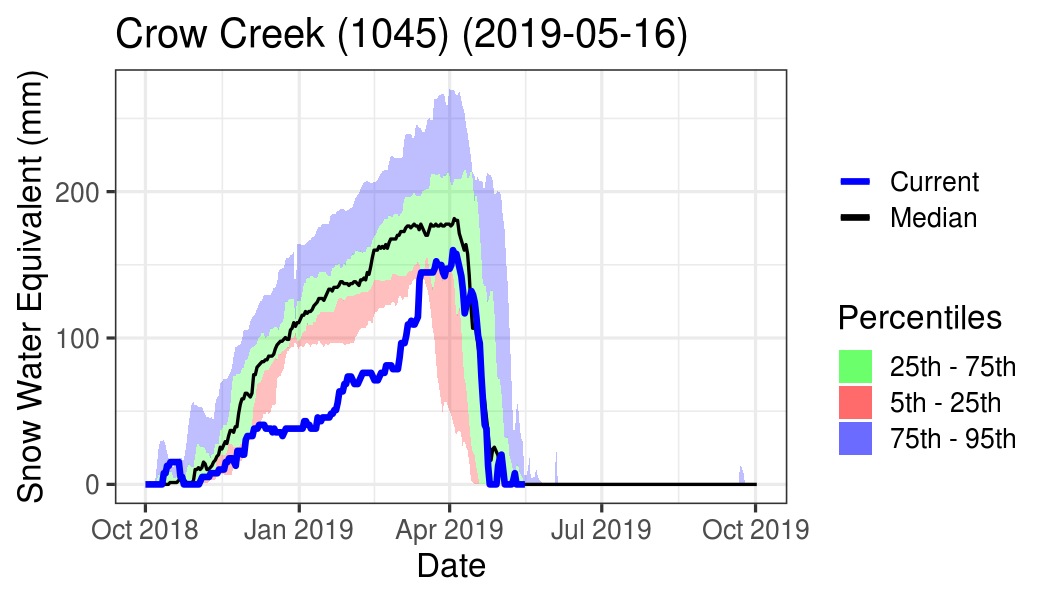 Crow Creek (1045) (2019-05-16)
Snow Water Equivalent (mm)
200
100
0
Oct 2018
Jan 2019
Apr 2019
Jul 2019
Oct 2019
Date
Current
Median
Percentiles
25th - 75th
5th - 25th
75th - 95th